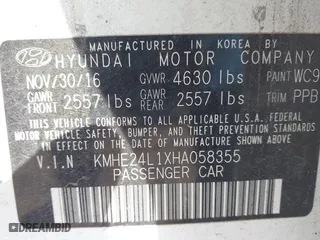 MANUFACTURED IN KOREA BY
HYUNDAI MOTOR COMPANY
NOV/30/16 GVWR 4630 lbs PAINT WC9
GAWR FRONT 2557 lbs GAWR REAR 2557 lbs TRIM PPB
THIS VEHICLE CONFORMS TO ALL APPLICABLE
FEDERAL MOTOR VEHICLE SAFETY, BUMPER, AND
THEFT PREVENTION STANDARDS IN EFFECT ON
THE DATE OF MANUFACTURE SHOWN ABOVE.
V.I.N KMHE24L1XHA058355
PASSENGER CAR
DREAMBID.COM